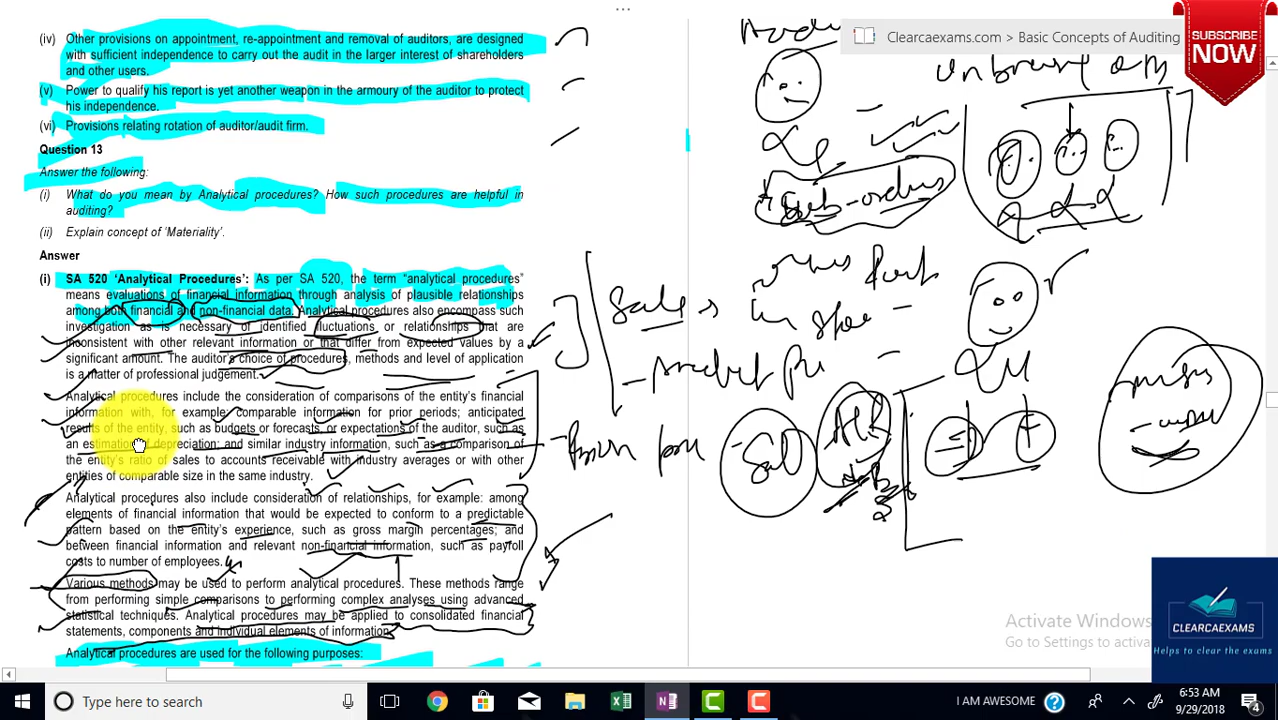 (iv) Other provisions on appointment, re-appointment and removal of auditors, are designed
with sufficient independence to carry out the audit in the larger interest of shareholders
and other users.
(v) Power to qualify his report is yet another weapon in the armoury of the auditor to protect
his independence.
(vi) Provisions relating rotation of auditor/audit firm.
Question 13
Answer the following:
(i) What do you mean by Analytical procedures? How such procedures are helpful in
auditing?
(ii) Explain concept of ‘Materiality’.
Answer
(i) SA 520 ‘Analytical Procedures’: As per SA 520, the term “analytical procedures”
means evaluations of financial information through analysis of plausible relationships
among both financial and non-financial data. Analytical procedures also encompass such
investigation as is necessary of identified fluctuations or relationships that are
inconsistent with other relevant information or that differ from expected values by a
significant amount. The auditor’s choice of procedures, methods and level of application
is a matter of professional judgement.
Analytical procedures include the consideration of comparisons of the entity’s financial
information with, for example: comparable information for prior periods; anticipated
results of the entity, such as budgets or forecasts or expectations of the auditor, such as
an estimation of depreciation; and similar industry information, such as a comparison of
the entity’s ratio of sales to accounts receivable with industry averages or with other
entities of comparable size in the same industry.
Analytical procedures also include consideration of relationships, for example: among
elements of financial information that would be expected to conform to a predictable
pattern based on the entity’s experience, such as gross margin percentages; and
between financial information and relevant non-financial information, such as payroll
costs to number of employees.
Various methods may be used to perform analytical procedures. These methods range
from performing simple comparisons to performing complex analyses using advanced
statistical techniques. Analytical procedures may be applied to consolidated financial
statements, components and individual elements of information.
Analytical procedures are used for the following purposes:
Clearcaexams.com > Basic Concepts of Auditing
SUBSCRIBE
NOW
Sub-ordus
Sales
Activate Windows
Go to Settings to activa
CLEARCAEXAMS
Helps to clear the exams
Type here to search
I AM AWESOME
6:53 AM
9/29/2018
4